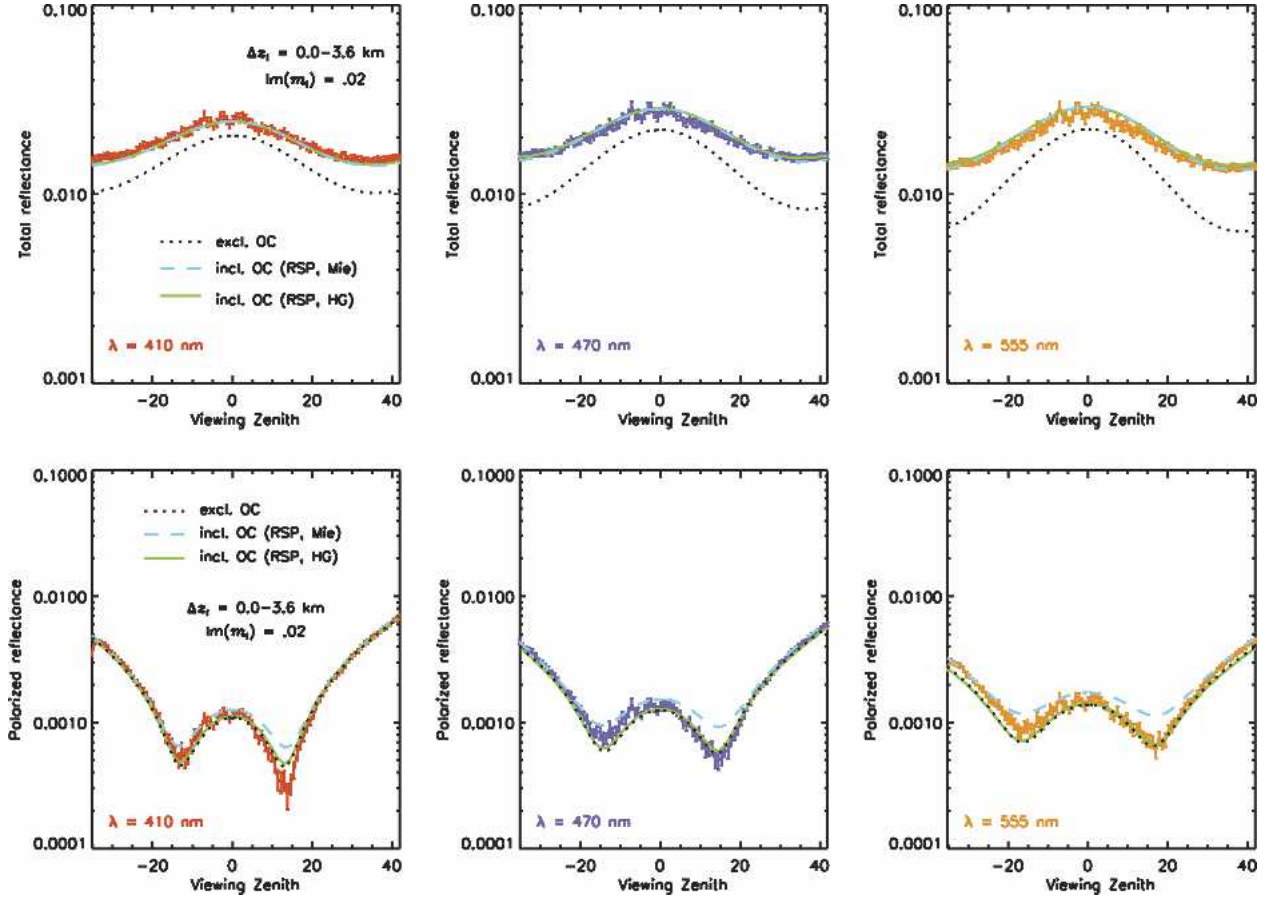 0.100
0.010
0.001
Total reflectance
Δz₁ = 0.0–3.6 km
Im(m₁) = .02
excl. OC
incl. OC (RSP, Mie)
incl. OC (RSP, HG)
λ = 410 nm
−20 0 20 40
Viewing Zenith
0.100
0.010
0.001
Total reflectance
λ = 470 nm
−20 0 20 40
Viewing Zenith
0.100
0.010
0.001
Total reflectance
λ = 555 nm
−20 0 20 40
Viewing Zenith
0.1000
0.0100
0.0010
0.0001
Polarized reflectance
excl. OC
incl. OC (RSP, Mie)
incl. OC (RSP, HG)
Δz₁ = 0.0–3.6 km
Im(m₁) = .02
λ = 410 nm
−20 0 20 40
Viewing Zenith
0.1000
0.0100
0.0010
0.0001
Polarized reflectance
λ = 470 nm
−20 0 20 40
Viewing Zenith
0.1000
0.0100
0.0010
0.0001
Polarized reflectance
λ = 555 nm
−20 0 20 40
Viewing Zenith